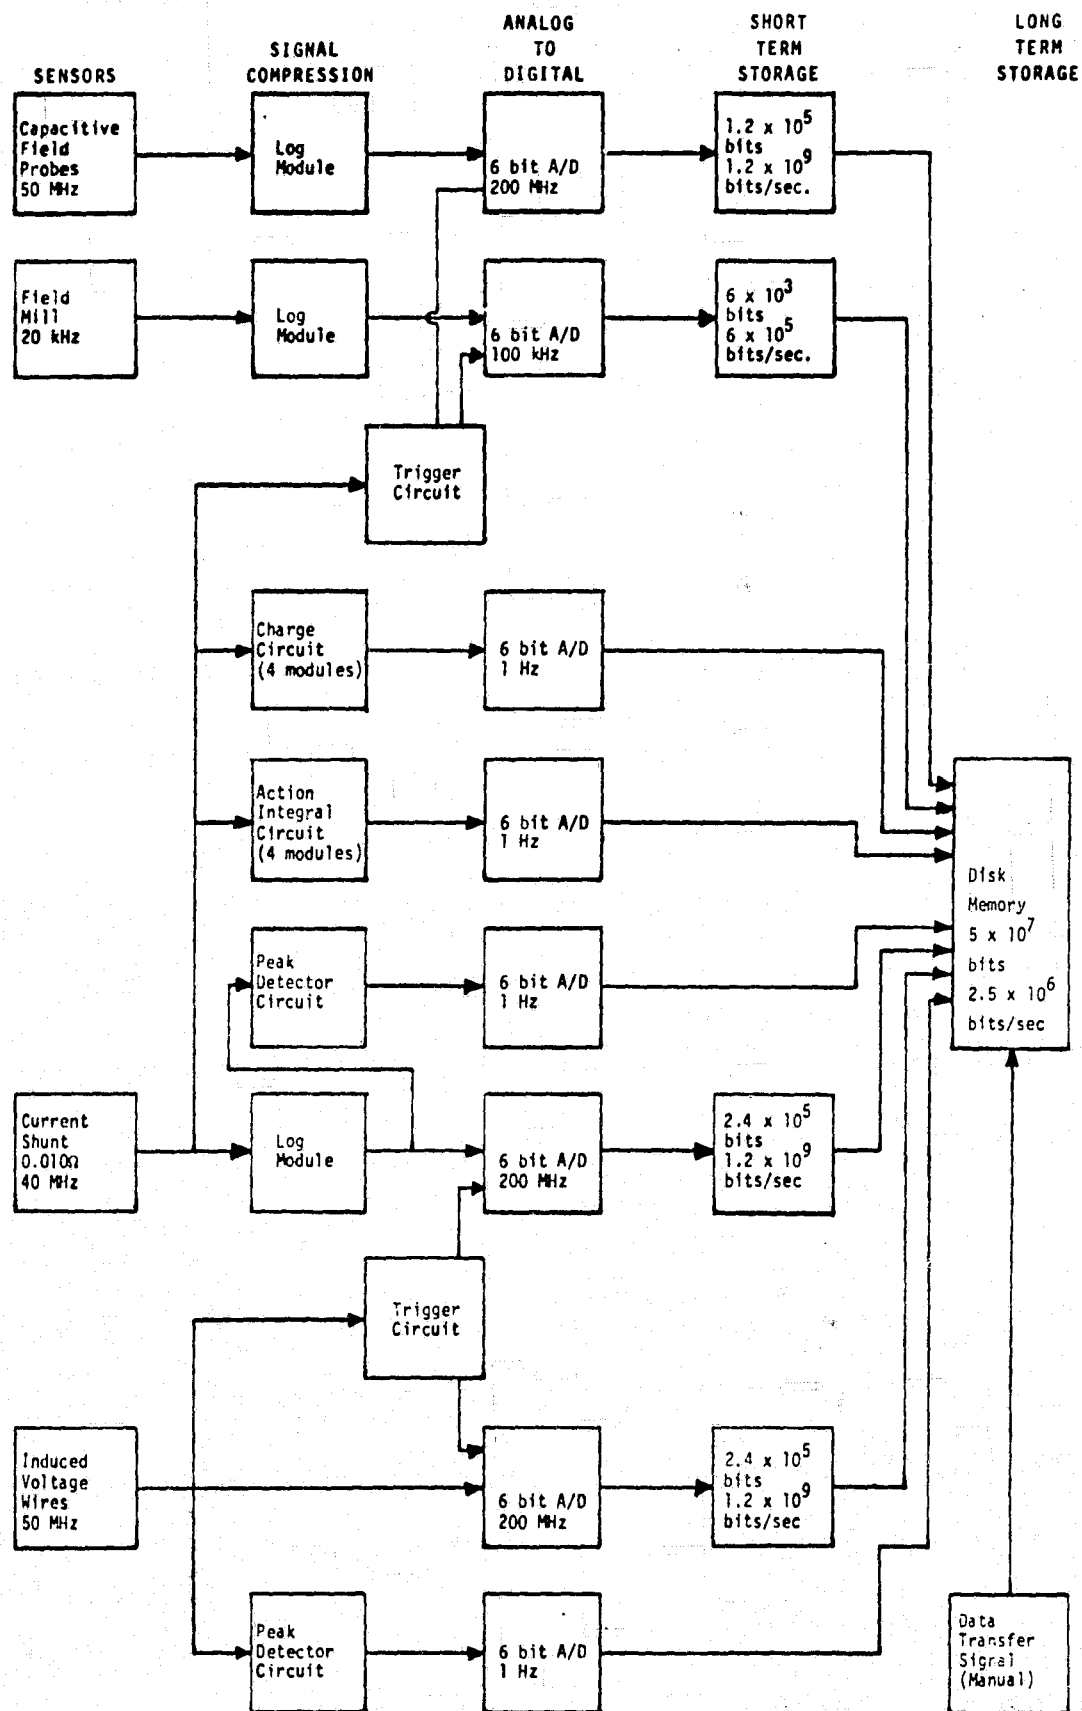 SENSORS
SIGNAL
COMPRESSION
ANALOG
TO
DIGITAL
SHORT
TERM
STORAGE
LONG
TERM
STORAGE
Capacitive
Field
Probes
50 MHz
Log
Module
6 bit A/D
200 MHz
1.2 x 10^5
bits
1.2 x 10^9
bits/sec.
Field
Mill
20 kHz
Log
Module
6 bit A/D
100 kHz
6 x 10^3
bits
6 x 10^5
bits/sec.
Trigger
Circuit
Charge
Circuit
(4 modules)
6 bit A/D
1 Hz
Action
Integral
Circuit
(4 modules)
6 bit A/D
1 Hz
Disk
Memory
5 x 10^7
bits
2.5 x 10^6
bits/sec
Peak
Detector
Circuit
6 bit A/D
1 Hz
Current
Shunt
0.010Ω
40 MHz
Log
Module
6 bit A/D
200 MHz
2.4 x 10^5
bits
1.2 x 10^9
bits/sec
Trigger
Circuit
Induced
Voltage
Wires
50 MHz
6 bit A/D
200 MHz
2.4 x 10^5
bits
1.2 x 10^9
bits/sec
Peak
Detector
Circuit
6 bit A/D
1 Hz
Data
Transfer
Signal
(Manual)